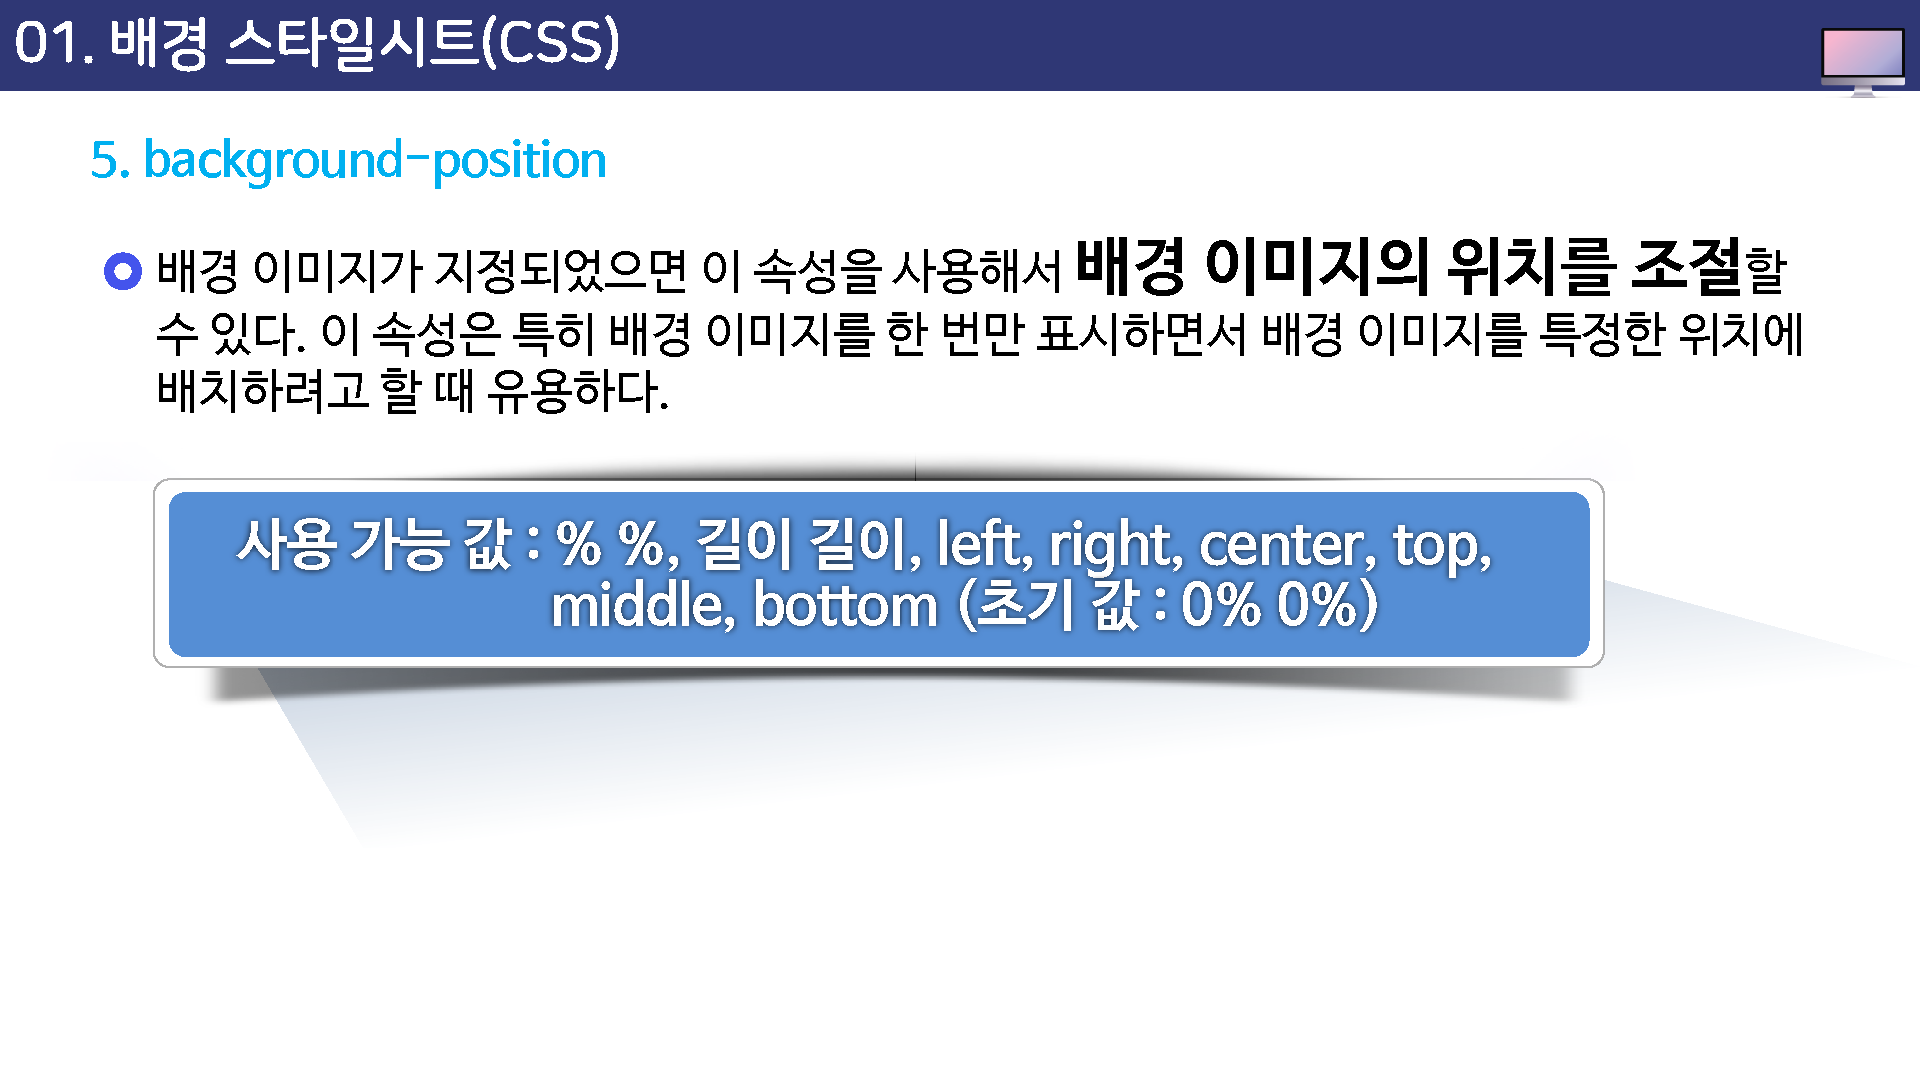 01. 배경 스타일시트(CSS)
5. background-position
배경 이미지가 지정되었으면 이 속성을 사용해서 배경 이미지의 위치를 조절할
수 있다. 이 속성은 특히 배경 이미지를 한 번만 표시하면서 배경 이미지를 특정한 위치에
배치하려고 할 때 유용하다.
사용 가능 값 : % %, 길이 길이, left, right, center, top,
middle, bottom (초기 값 : 0% 0%)